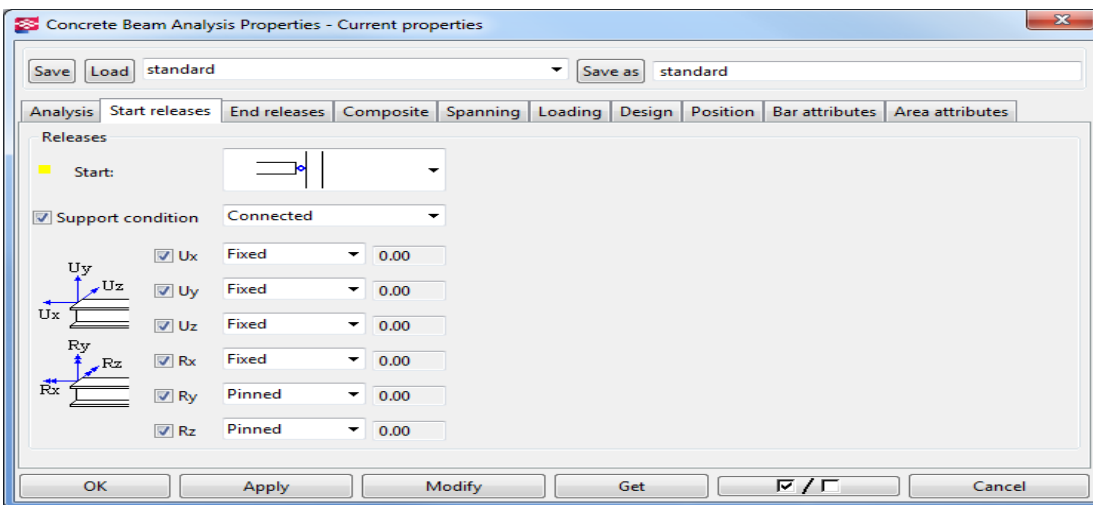 Concrete Beam Analysis Properties - Current properties
Save Load standard Save as standard
Analysis Start releases End releases Composite Spanning Loading Design Position Bar attributes Area attributes
Releases
Start:
Support condition Connected
Ux Fixed 0.00
Uy
Uz
Ux
Uy Fixed 0.00
Uz Fixed 0.00
Ry
Rz
Rx
Rx Fixed 0.00
Ry Pinned 0.00
Rz Pinned 0.00
OK Apply Modify Get / Cancel